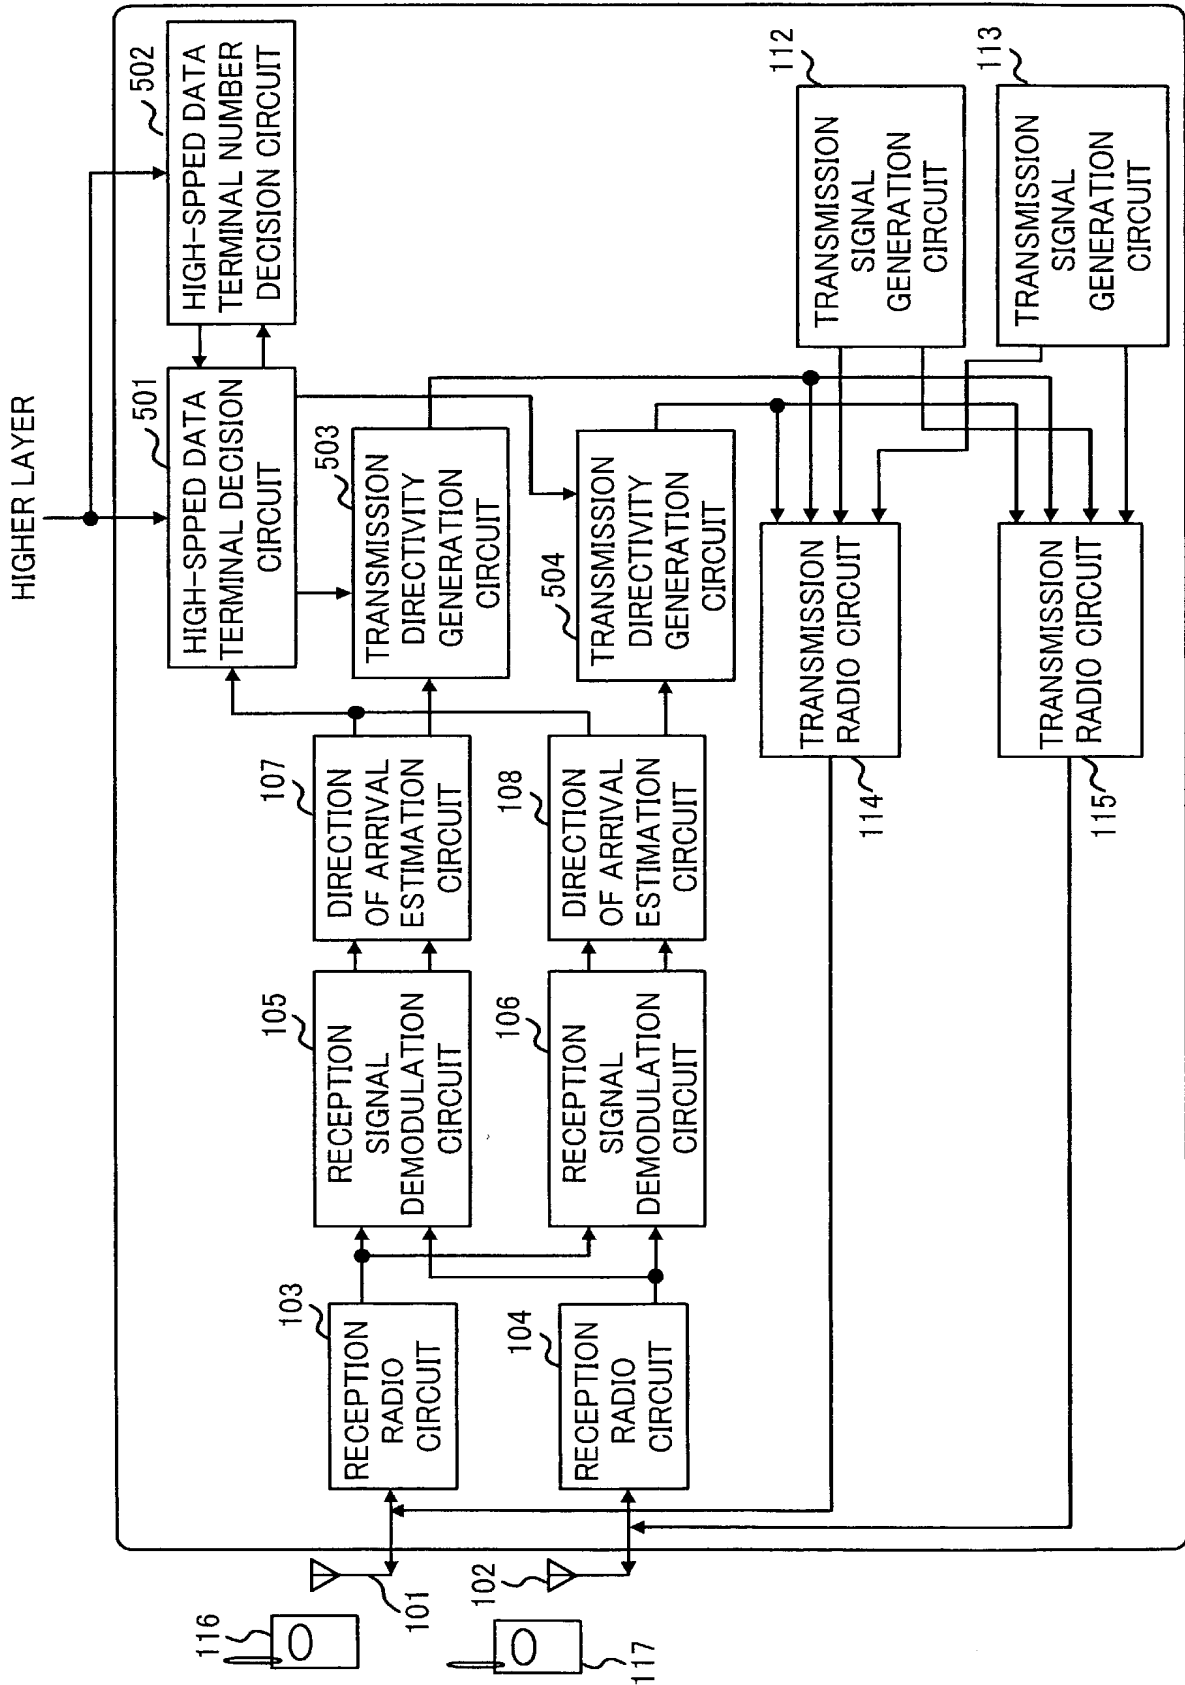 HIGHER LAYER
501
HIGH-SPPED DATA
TERMINAL DECISION
CIRCUIT
502
HIGH-SPPED DATA
TERMINAL NUMBER
DECISION CIRCUIT
116
101
103
RECEPTION
RADIO
CIRCUIT
105
RECEPTION
SIGNAL
DEMODULATION
CIRCUIT
107
DIRECTION
OF ARRIVAL
ESTIMATION
CIRCUIT
503
TRANSMISSION
DIRECTIVITY
GENERATION
CIRCUIT
117
102
104
RECEPTION
RADIO
CIRCUIT
106
RECEPTION
SIGNAL
DEMODULATION
CIRCUIT
108
DIRECTION
OF ARRIVAL
ESTIMATION
CIRCUIT
504
TRANSMISSION
DIRECTIVITY
GENERATION
CIRCUIT
114
TRANSMISSION
RADIO CIRCUIT
112
TRANSMISSION
SIGNAL
GENERATION
CIRCUIT
115
TRANSMISSION
RADIO CIRCUIT
113
TRANSMISSION
SIGNAL
GENERATION
CIRCUIT